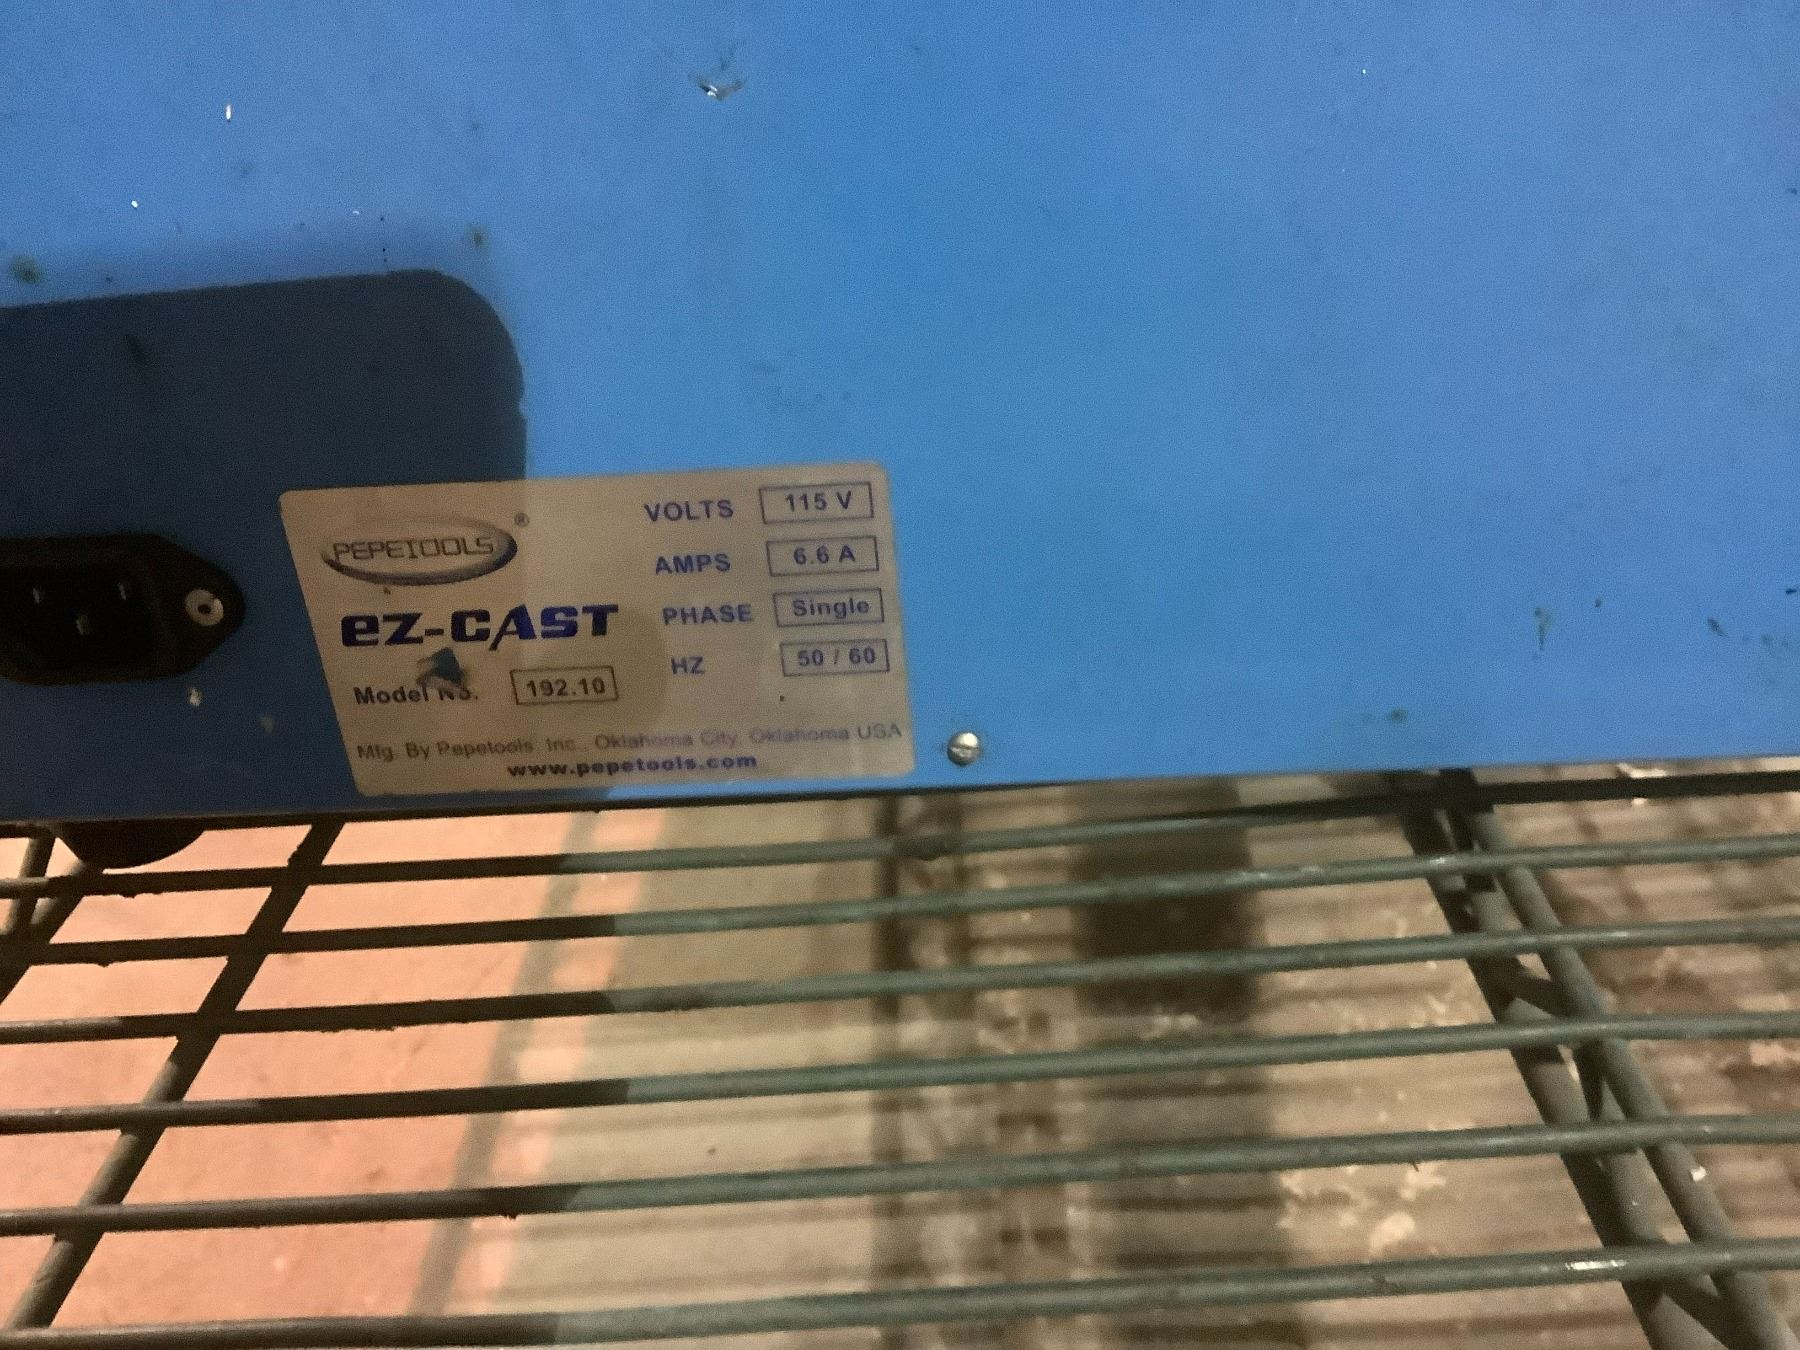 PEPETOOLS ®
ez-CAST
Model No. 192.10
VOLTS 115 V
AMPS 6.6 A
PHASE Single
HZ 50 / 60
Mfg. By Pepetools, Inc., Oklahoma City, Oklahoma USA
www.pepetools.com